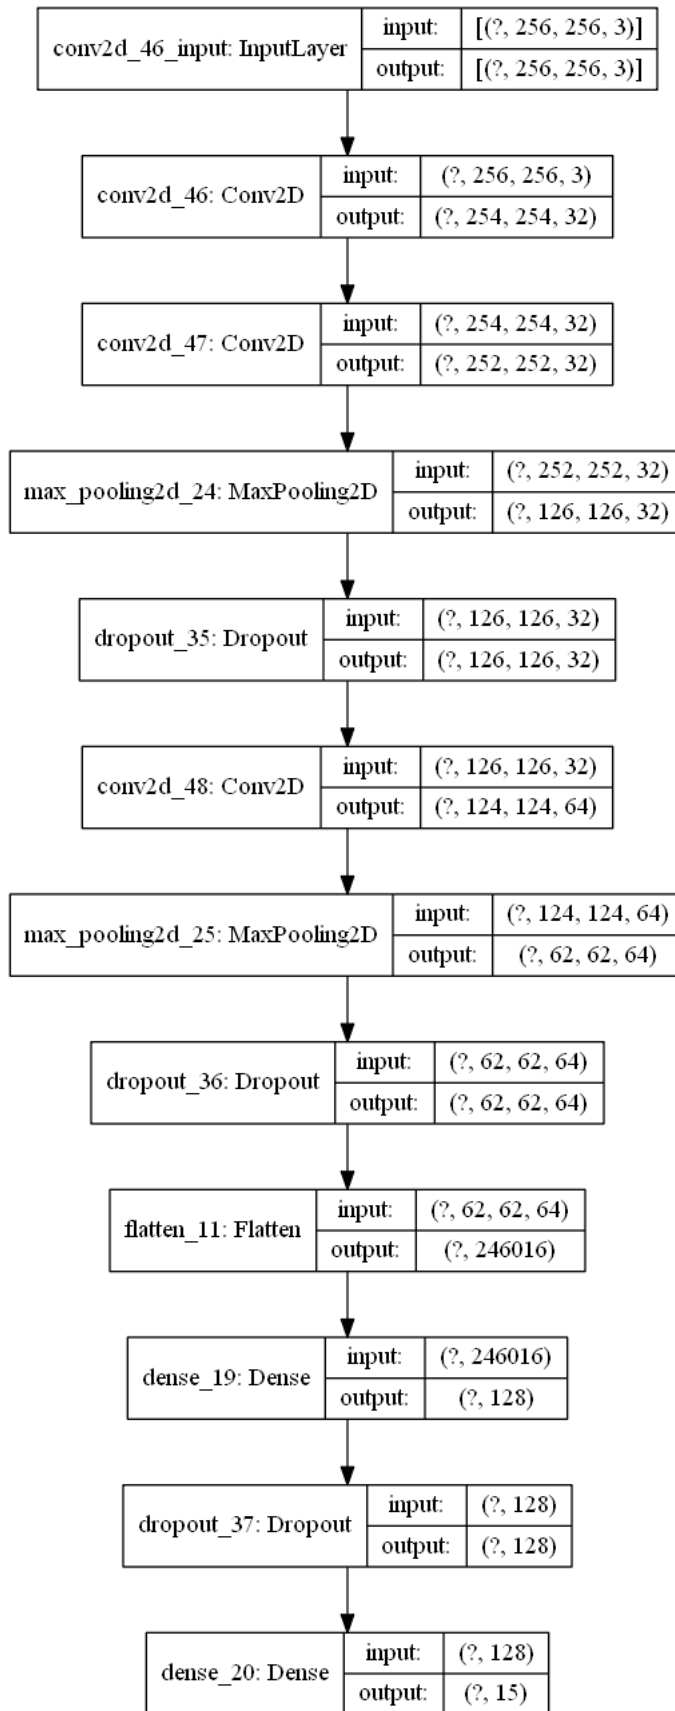 conv2d_46_input: InputLayer
input: [(?, 256, 256, 3)]
output: [(?, 256, 256, 3)]
conv2d_46: Conv2D
input: (?, 256, 256, 3)
output: (?, 254, 254, 32)
conv2d_47: Conv2D
input: (?, 254, 254, 32)
output: (?, 252, 252, 32)
max_pooling2d_24: MaxPooling2D
input: (?, 252, 252, 32)
output: (?, 126, 126, 32)
dropout_35: Dropout
input: (?, 126, 126, 32)
output: (?, 126, 126, 32)
conv2d_48: Conv2D
input: (?, 126, 126, 32)
output: (?, 124, 124, 64)
max_pooling2d_25: MaxPooling2D
input: (?, 124, 124, 64)
output: (?, 62, 62, 64)
dropout_36: Dropout
input: (?, 62, 62, 64)
output: (?, 62, 62, 64)
flatten_11: Flatten
input: (?, 62, 62, 64)
output: (?, 246016)
dense_19: Dense
input: (?, 246016)
output: (?, 128)
dropout_37: Dropout
input: (?, 128)
output: (?, 128)
dense_20: Dense
input: (?, 128)
output: (?, 15)